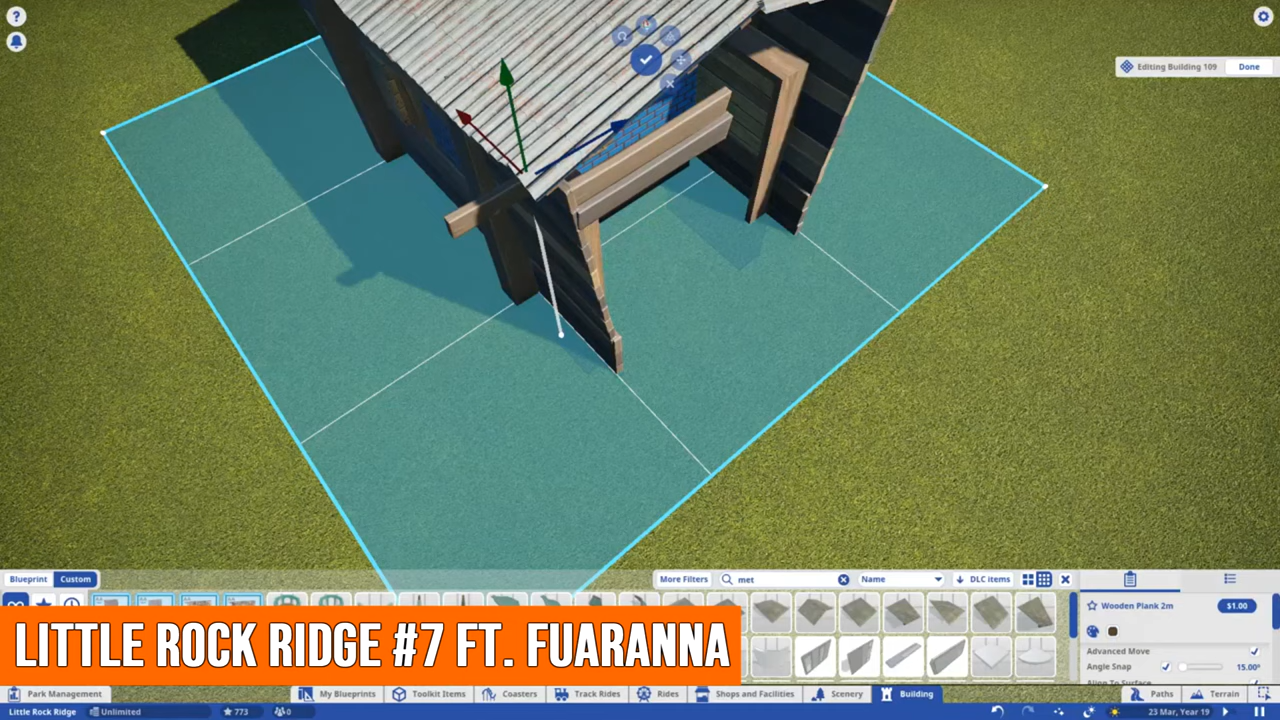 ?
Editing Building 109
Done
Blueprint
Custom
More Filters
met
Name
DLC items
Wooden Plank 2m
$1.00
Advanced Move
Angle Snap
15.00°
LITTLE ROCK RIDGE #7 FT. FUARANNA
Park Management
My Blueprints
Toolkit Items
Coasters
Track Rides
Rides
Shops and Facilities
Scenery
Building
Paths
Terrain
Little Rock Ridge
Unlimited
773
0
23 Mar, Year 19